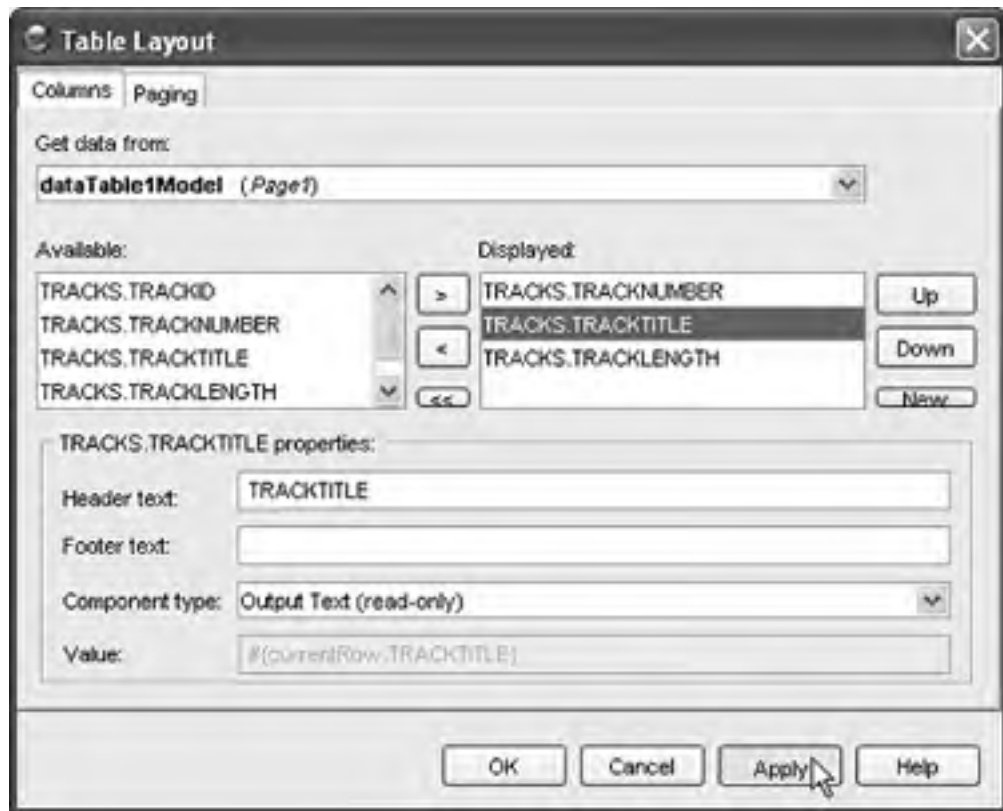 Table Layout
Columns Paging
Get data from:
dataTable1Model (Page1)
Available:
TRACKS.TRACKID
TRACKS.TRACKNUMBER
TRACKS.TRACKTITLE
TRACKS.TRACKLENGTH
>
<
<<
Displayed:
TRACKS.TRACKNUMBER
TRACKS.TRACKTITLE
TRACKS.TRACKLENGTH
Up
Down
New
TRACKS.TRACKTITLE properties:
Header text: TRACKTITLE
Footer text:
Component type: Output Text (read-only)
Value: #{currentRow.TRACKTITLE}
OK Cancel Apply Help